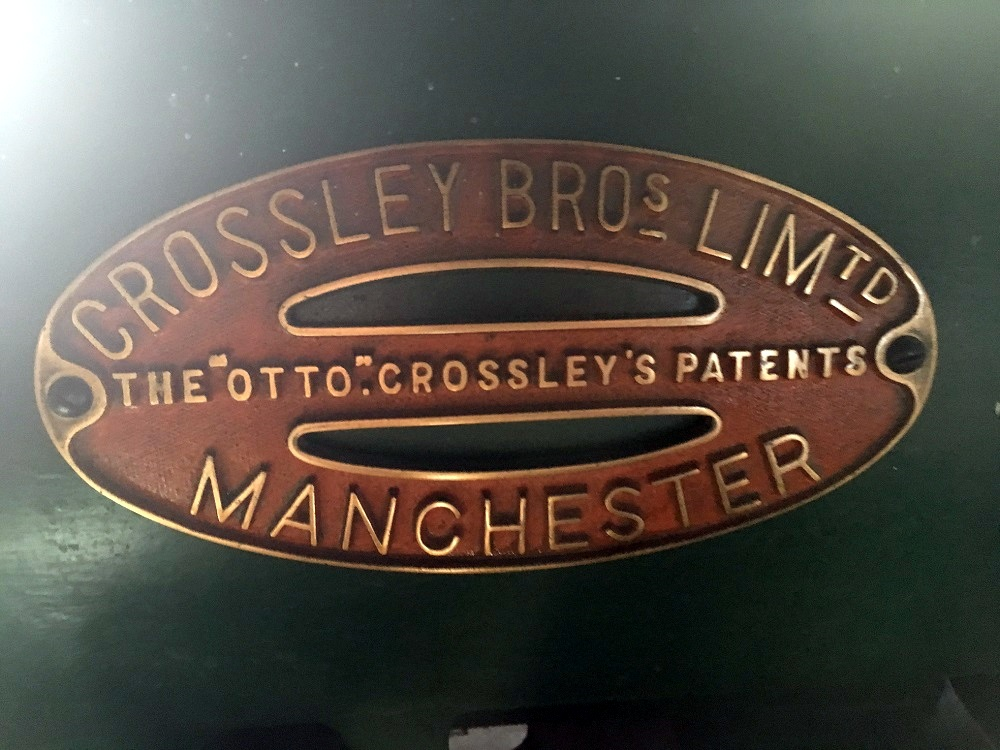 CROSSLEY BROS LIMTD
THE "OTTO". CROSSLEY'S PATENTS
MANCHESTER